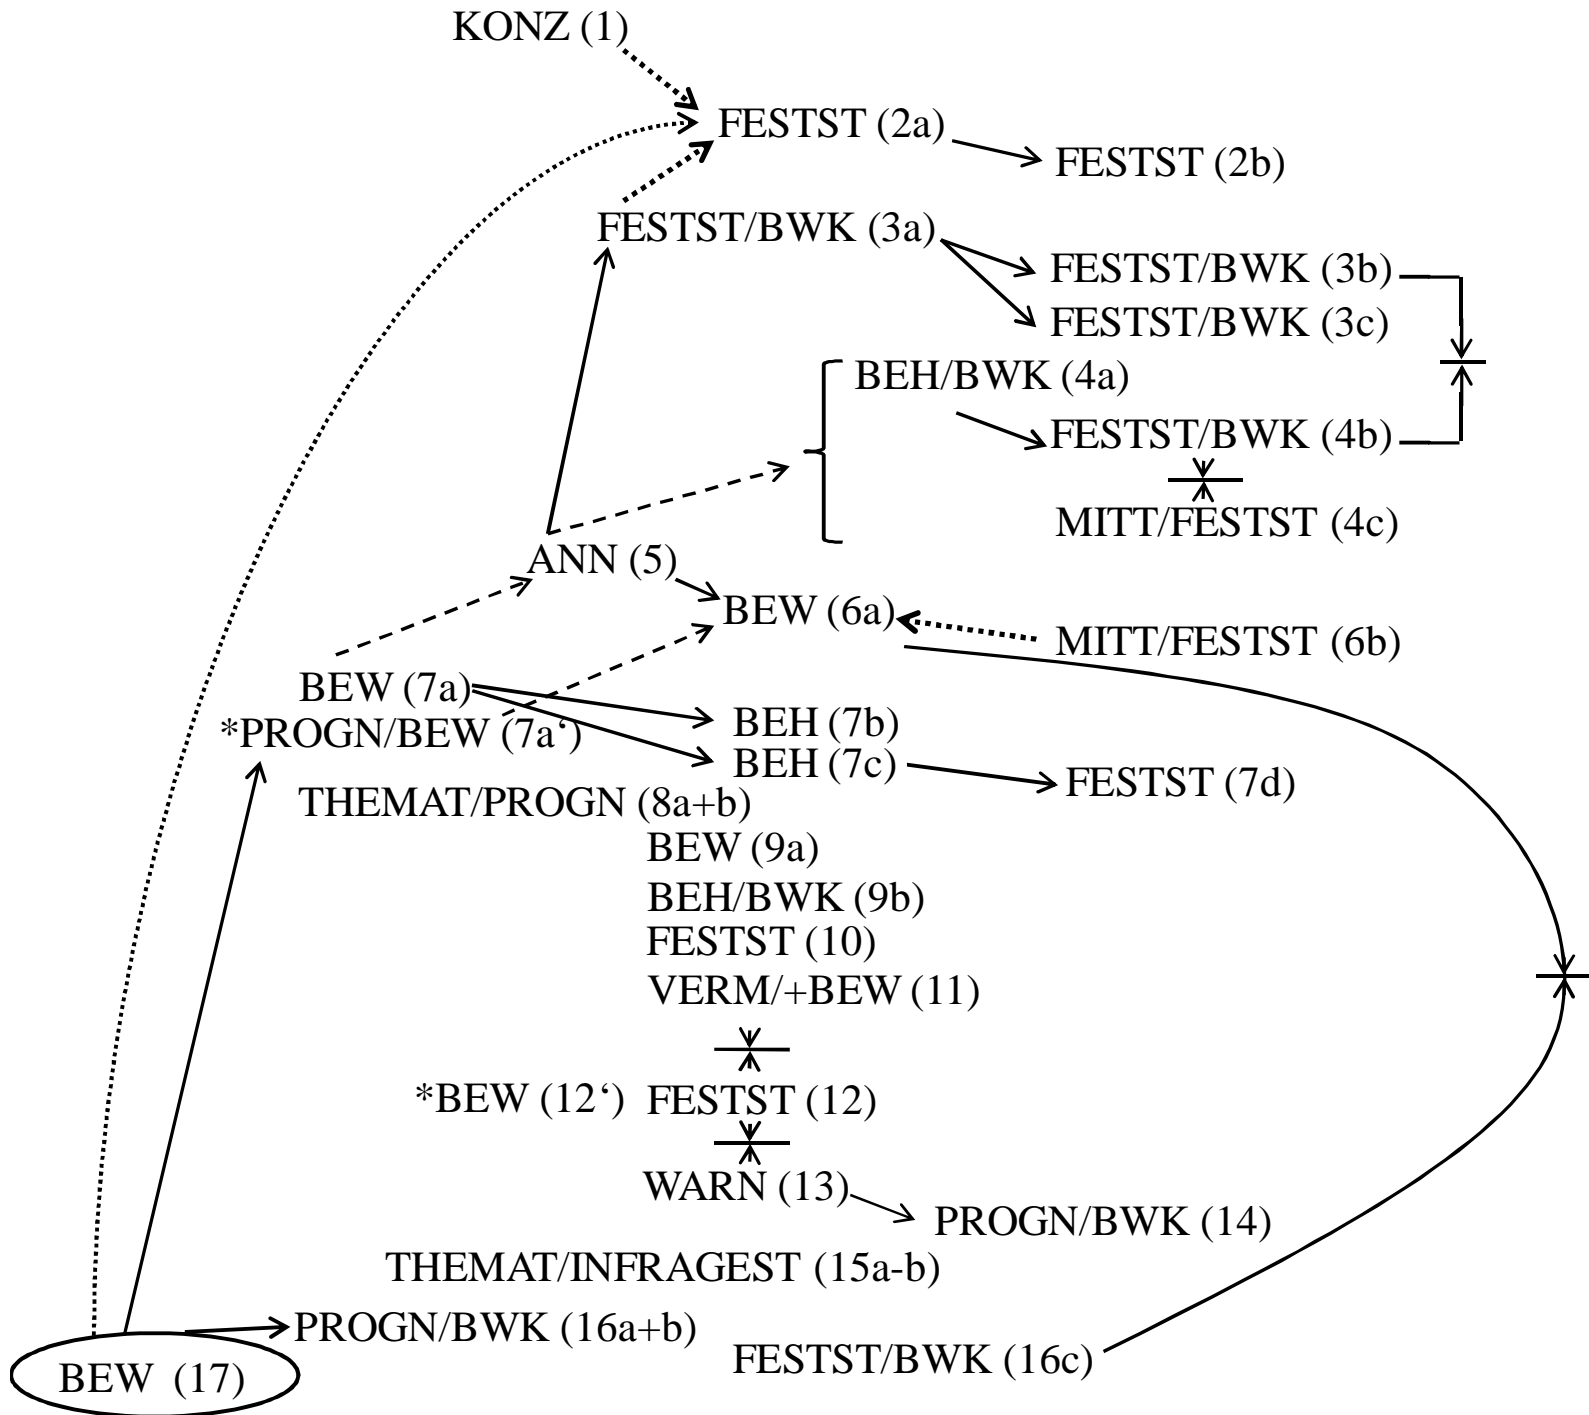 KONZ (1)
FESTST (2a)
FESTST (2b)
FESTST/BWK (3a)
FESTST/BWK (3b)
FESTST/BWK (3c)
BEH/BWK (4a)
FESTST/BWK (4b)
MITT/FESTST (4c)
ANN (5)
BEW (6a)
MITT/FESTST (6b)
BEW (7a)
*PROGN/BEW (7a‘)
BEH (7b)
BEH (7c)
FESTST (7d)
THEMAT/PROGN (8a+b)
BEW (9a)
BEH/BWK (9b)
FESTST (10)
VERM/+BEW (11)
*BEW (12‘) FESTST (12)
WARN (13)
PROGN/BWK (14)
THEMAT/INFRAGEST (15a-b)
PROGN/BWK (16a+b)
FESTST/BWK (16c)
BEW (17)